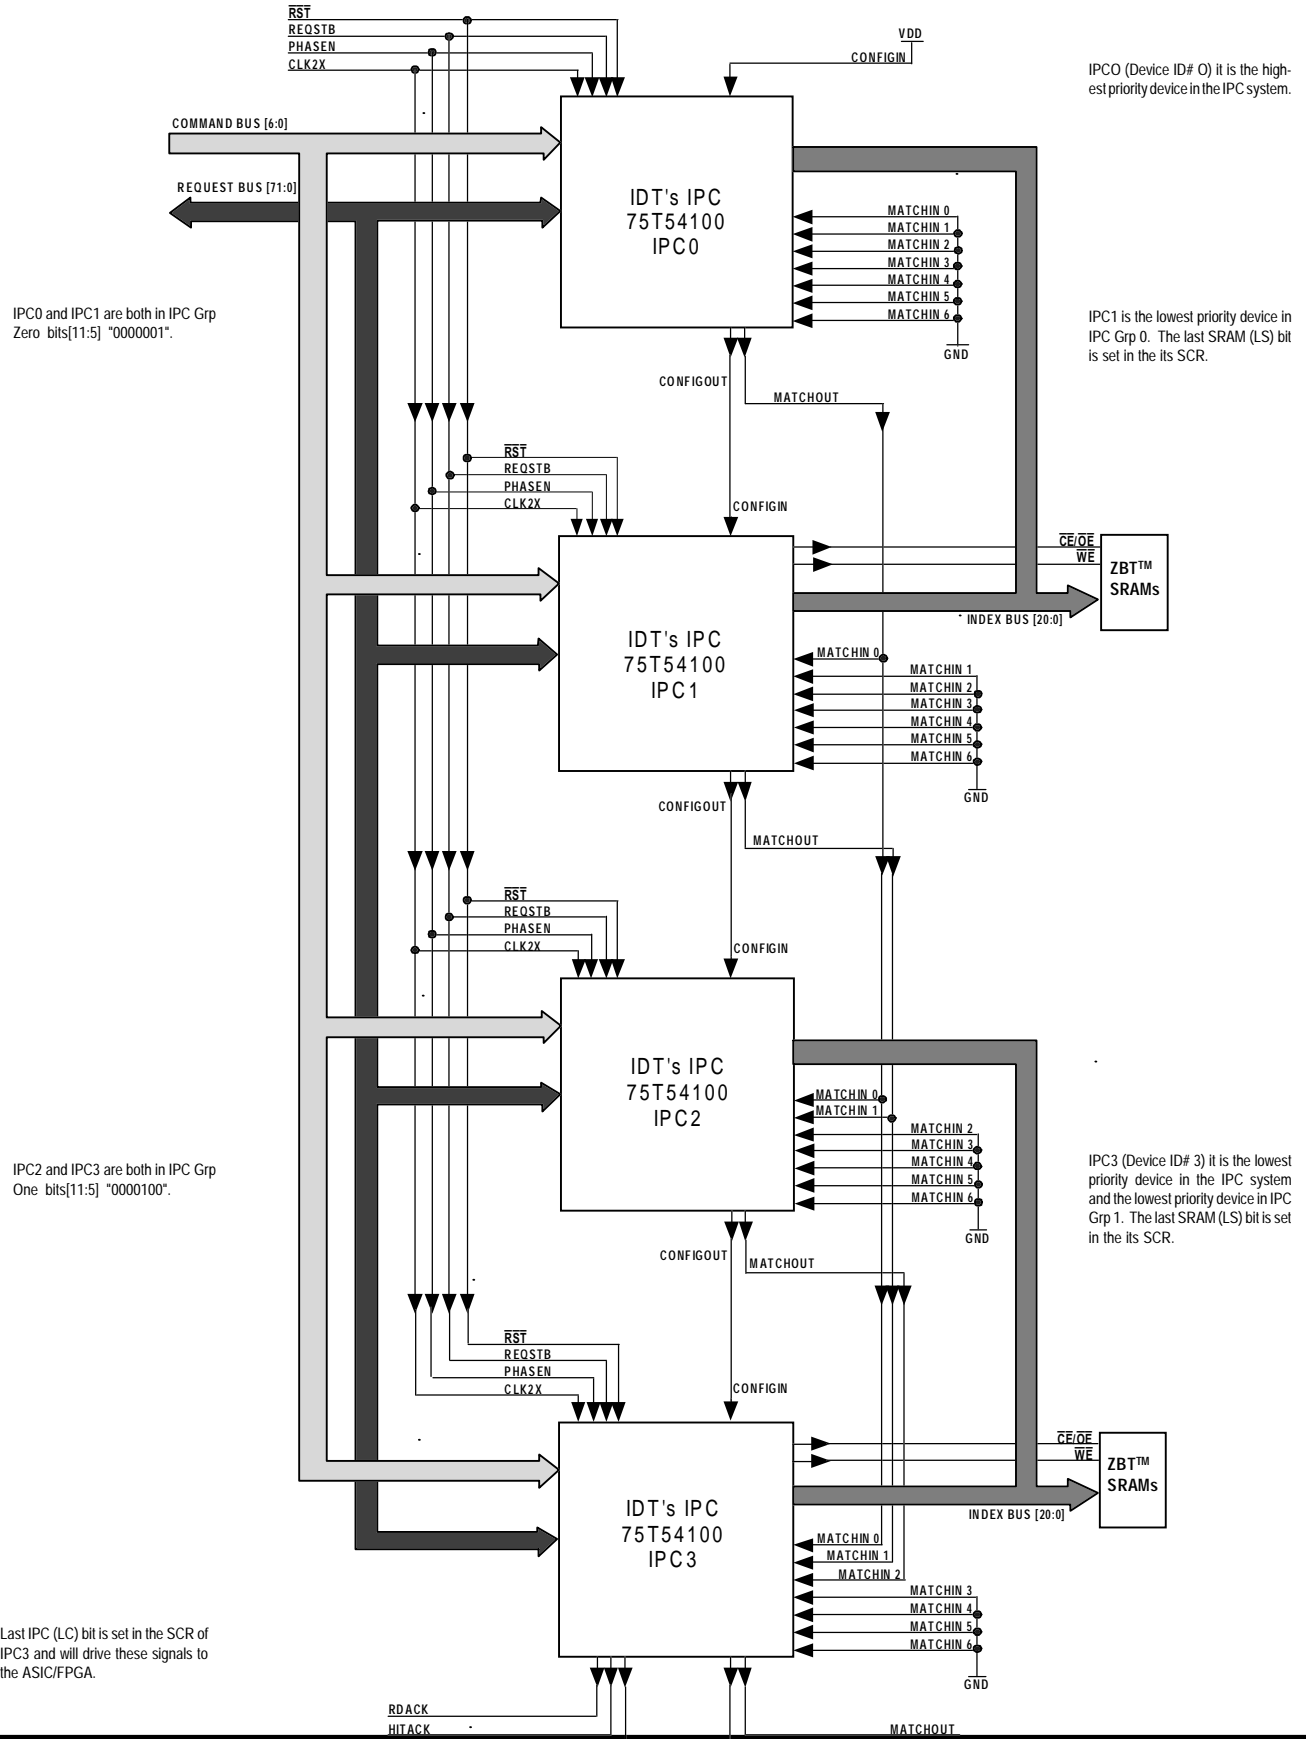 RST
REQSTB
PHASEN
CLK2X
VDD
CONFIGIN
IPCO (Device ID# O) it is the high-
est priority device in the IPC system.
COMMAND BUS [6:0]
REQUEST BUS [71:0]
IDT's IPC
75T54100
IPC0
MATCHIN 0
MATCHIN 1
MATCHIN 2
MATCHIN 3
MATCHIN 4
MATCHIN 5
MATCHIN 6
GND
IPC0 and IPC1 are both in IPC Grp
Zero bits[11:5] "0000001".
IPC1 is the lowest priority device in
IPC Grp 0. The last SRAM (LS) bit
is set in the its SCR.
CONFIGOUT
MATCHOUT
RST
REQSTB
PHASEN
CLK2X
CONFIGIN
CE/OE
WE
ZBT™
SRAMs
INDEX BUS [20:0]
IDT's IPC
75T54100
IPC1
MATCHIN 0
MATCHIN 1
MATCHIN 2
MATCHIN 3
MATCHIN 4
MATCHIN 5
MATCHIN 6
GND
CONFIGOUT
MATCHOUT
RST
REQSTB
PHASEN
CLK2X
CONFIGIN
IDT's IPC
75T54100
IPC2
MATCHIN 0
MATCHIN 1
MATCHIN 2
MATCHIN 3
MATCHIN 4
MATCHIN 5
MATCHIN 6
GND
IPC2 and IPC3 are both in IPC Grp
One bits[11:5] "0000100".
IPC3 (Device ID# 3) it is the lowest
priority device in the IPC system
and the lowest priority device in IPC
Grp 1. The last SRAM (LS) bit is set
in the its SCR.
CONFIGOUT
MATCHOUT
RST
REQSTB
PHASEN
CLK2X
CONFIGIN
CE/OE
WE
ZBT™
SRAMs
INDEX BUS [20:0]
IDT's IPC
75T54100
IPC3
MATCHIN 0
MATCHIN 1
MATCHIN 2
MATCHIN 3
MATCHIN 4
MATCHIN 5
MATCHIN 6
GND
Last IPC (LC) bit is set in the SCR of
IPC3 and will drive these signals to
the ASIC/FPGA.
RDACK
HITACK
MATCHOUT